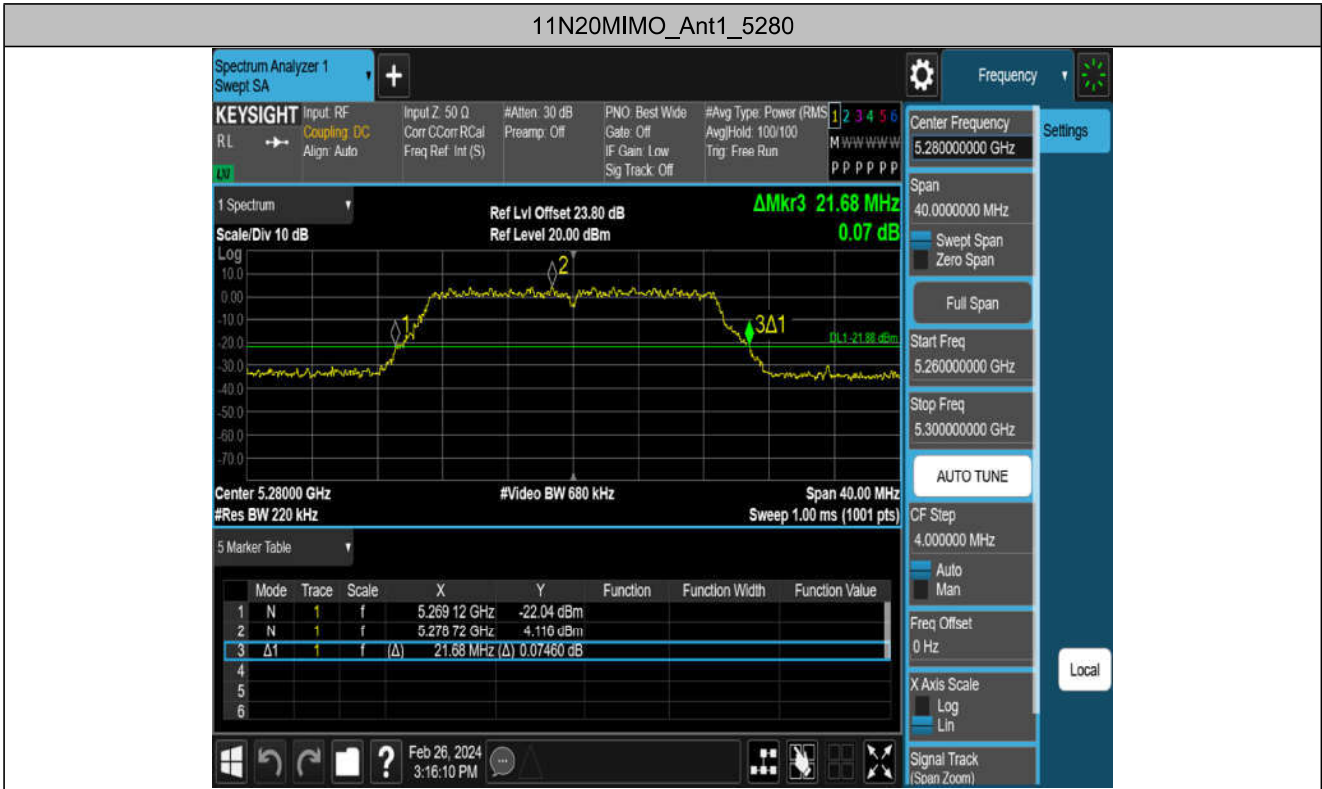 11N20MIMO_Ant1_5280
Spectrum Analyzer 1
Swept SA
+
Frequency
KEYSIGHT
RL
LXI
Input: RF
Coupling: DC
Align: Auto
Input Z: 50 Ω
Corr CCorr RCal
Freq Ref: Int (S)
#Atten: 30 dB
Preamp: Off
PNO: Best Wide
Gate: Off
IF Gain: Low
Sig Track: Off
#Avg Type: Power (RMS
Avg|Hold: 100/100
Trig: Free Run
1 2 3 4 5 6
M W W W W W
P P P P P P
1 Spectrum
Scale/Div 10 dB
Ref Lvl Offset 23.80 dB
Ref Level 20.00 dBm
ΔMkr3 21.68 MHz
0.07 dB
Log
10.0
0.00
-10.0
-20.0
-30.0
-40.0
-50.0
-60.0
-70.0
1
2
3Δ1
DL1 -21.88 dBm
Center 5.28000 GHz
#Video BW 680 kHz
Span 40.00 MHz
#Res BW 220 kHz
Sweep 1.00 ms (1001 pts)
5 Marker Table
Mode Trace Scale X Y Function Function Width Function Value
1 N 1 f 5.269 12 GHz -22.04 dBm
2 N 1 f 5.278 72 GHz 4.116 dBm
3 Δ1 1 f (Δ) 21.68 MHz (Δ) 0.07460 dB
4
5
6
?
Feb 26, 2024
3:16:10 PM
Center Frequency
5.280000000 GHz
Settings
Span
40.0000000 MHz
Swept Span
Zero Span
Full Span
Start Freq
5.260000000 GHz
Stop Freq
5.300000000 GHz
AUTO TUNE
CF Step
4.000000 MHz
Auto
Man
Freq Offset
0 Hz
Local
X Axis Scale
Log
Lin
Signal Track
(Span Zoom)